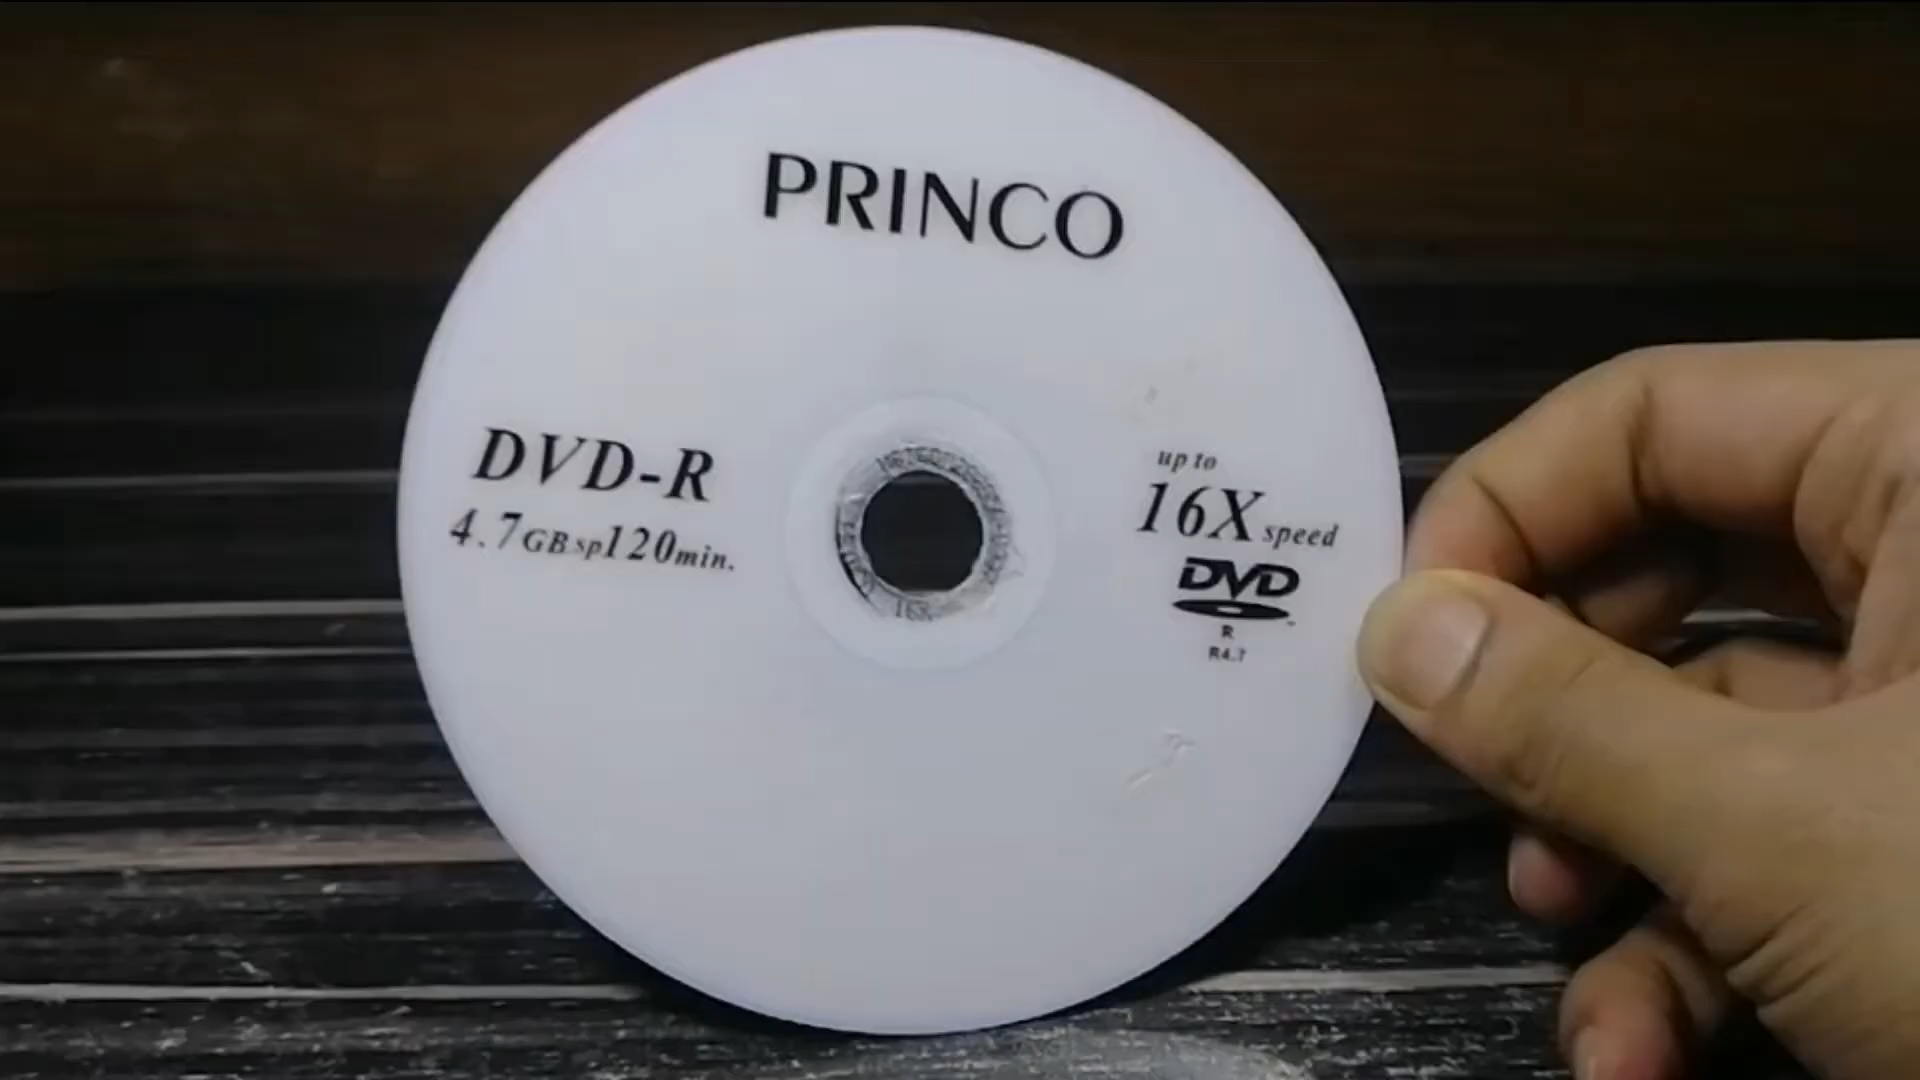 PRINCO
DVD-R
4.7GB sp120min.
up to
16X speed
DVD
R
R4.7